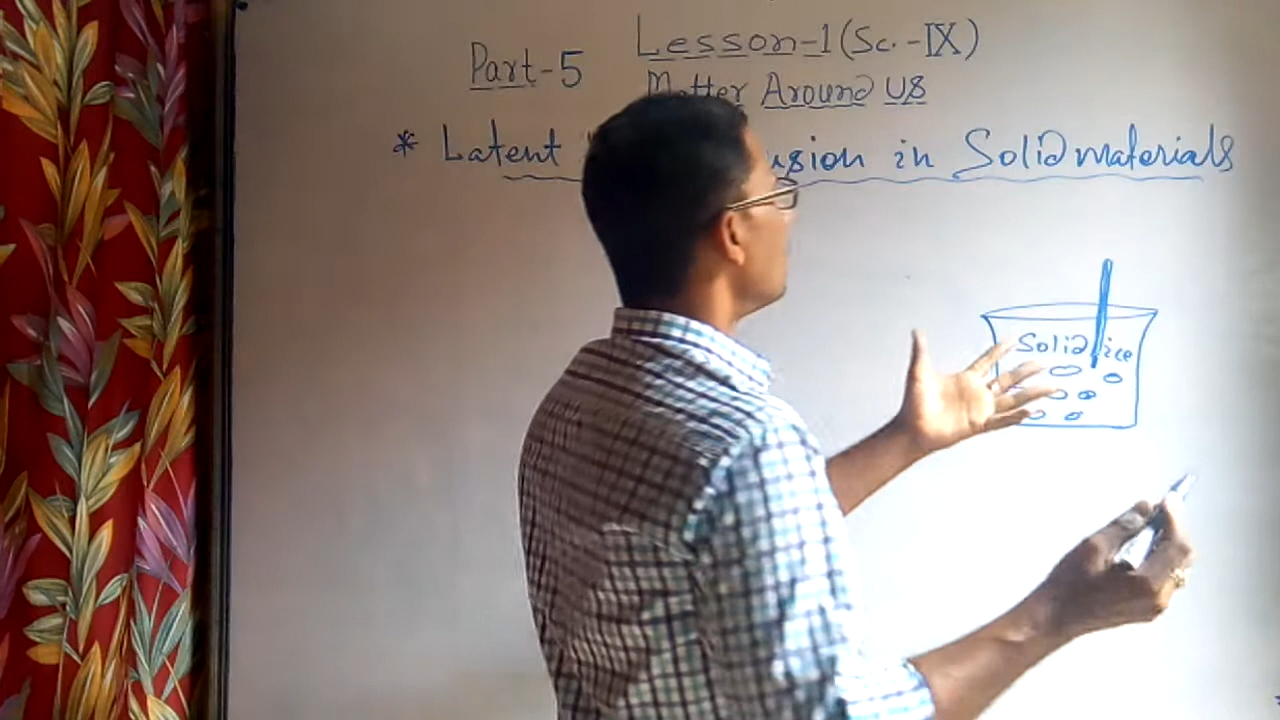 Part-5 Lesson-1 (Sc.-IX)
Matter Around us
* Latent usion in Solid materials
Solid ice